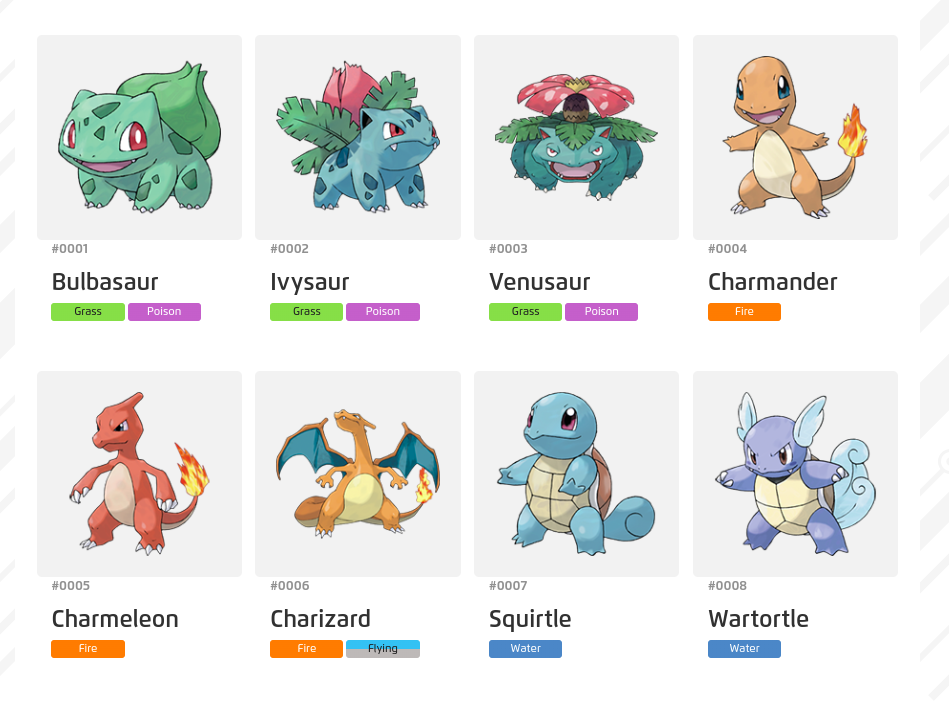 #0001
Bulbasaur
Grass Poison
#0002
Ivysaur
Grass Poison
#0003
Venusaur
Grass Poison
#0004
Charmander
Fire
#0005
Charmeleon
Fire
#0006
Charizard
Fire Flying
#0007
Squirtle
Water
#0008
Wartortle
Water